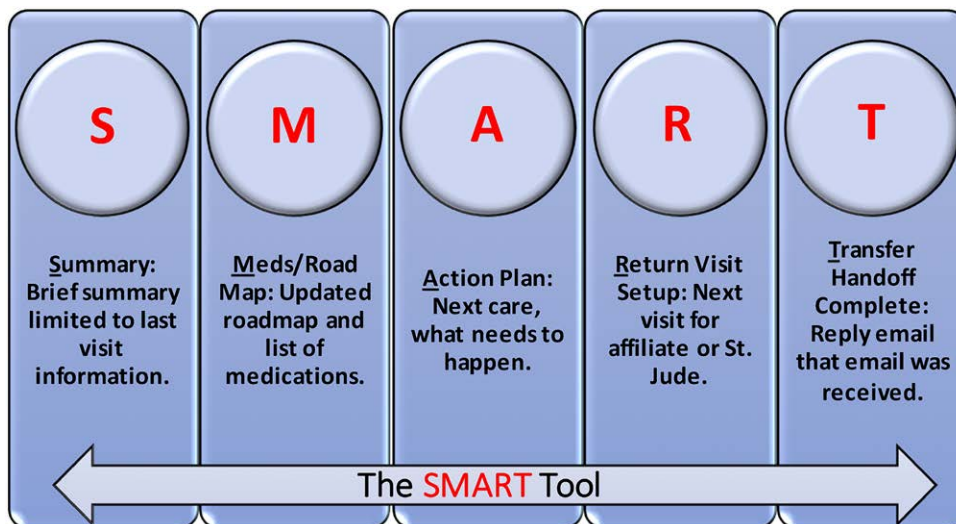 S
M
A
R
T
Summary:
Brief summary
limited to last
visit
information.
Meds/Road
Map: Updated
roadmap and
list of
medications.
Action Plan:
Next care,
what needs to
happen.
Return Visit
Setup: Next
visit for
affiliate or St.
Jude.
Transfer
Handoff
Complete:
Reply email
that email was
received.
The SMART Tool